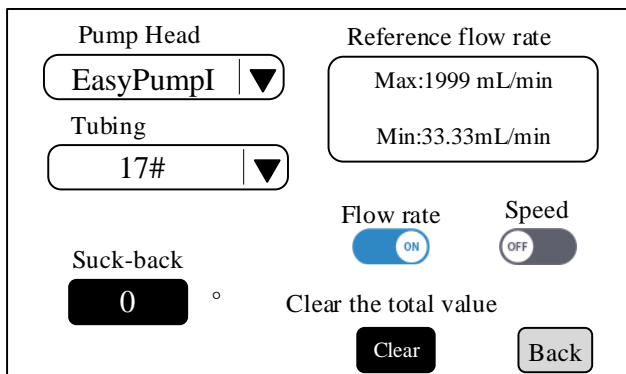 Pump Head
EasyPumpI
Tubing
17#
Suck-back
0 °
Reference flow rate
Max:1999 mL/min
Min:33.33mL/min
Flow rate
ON
Speed
OFF
Clear the total value
Clear
Back